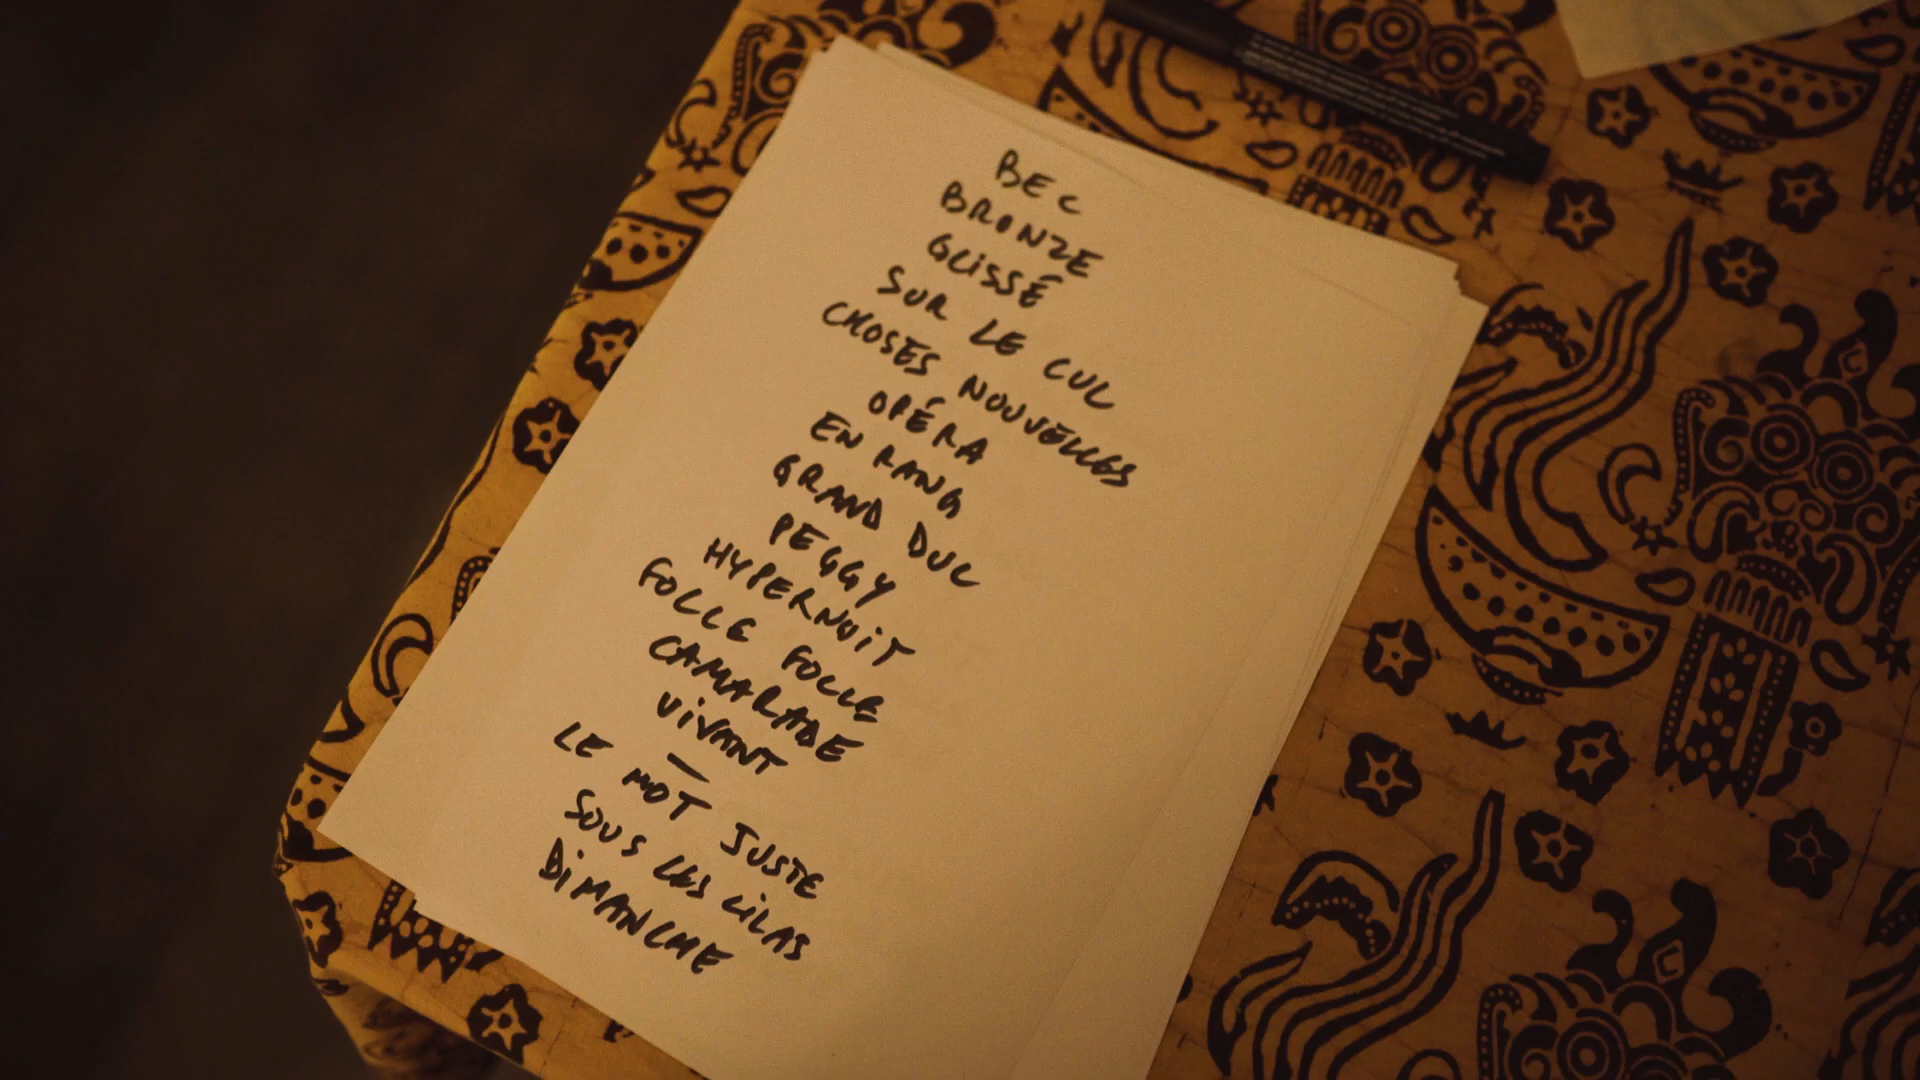 BEC
BRONZE
GLISSÉ
SUR LE CUL
CHOSES NOUVELLES
OPÉRA
EN RANG
GRAND DUC
PEGGY
HYPERNUIT
FOLLE FOLLE
CAMARADE
VIVANT
—
LE MOT JUSTE
SOUS LES LILAS
DIMANCHE